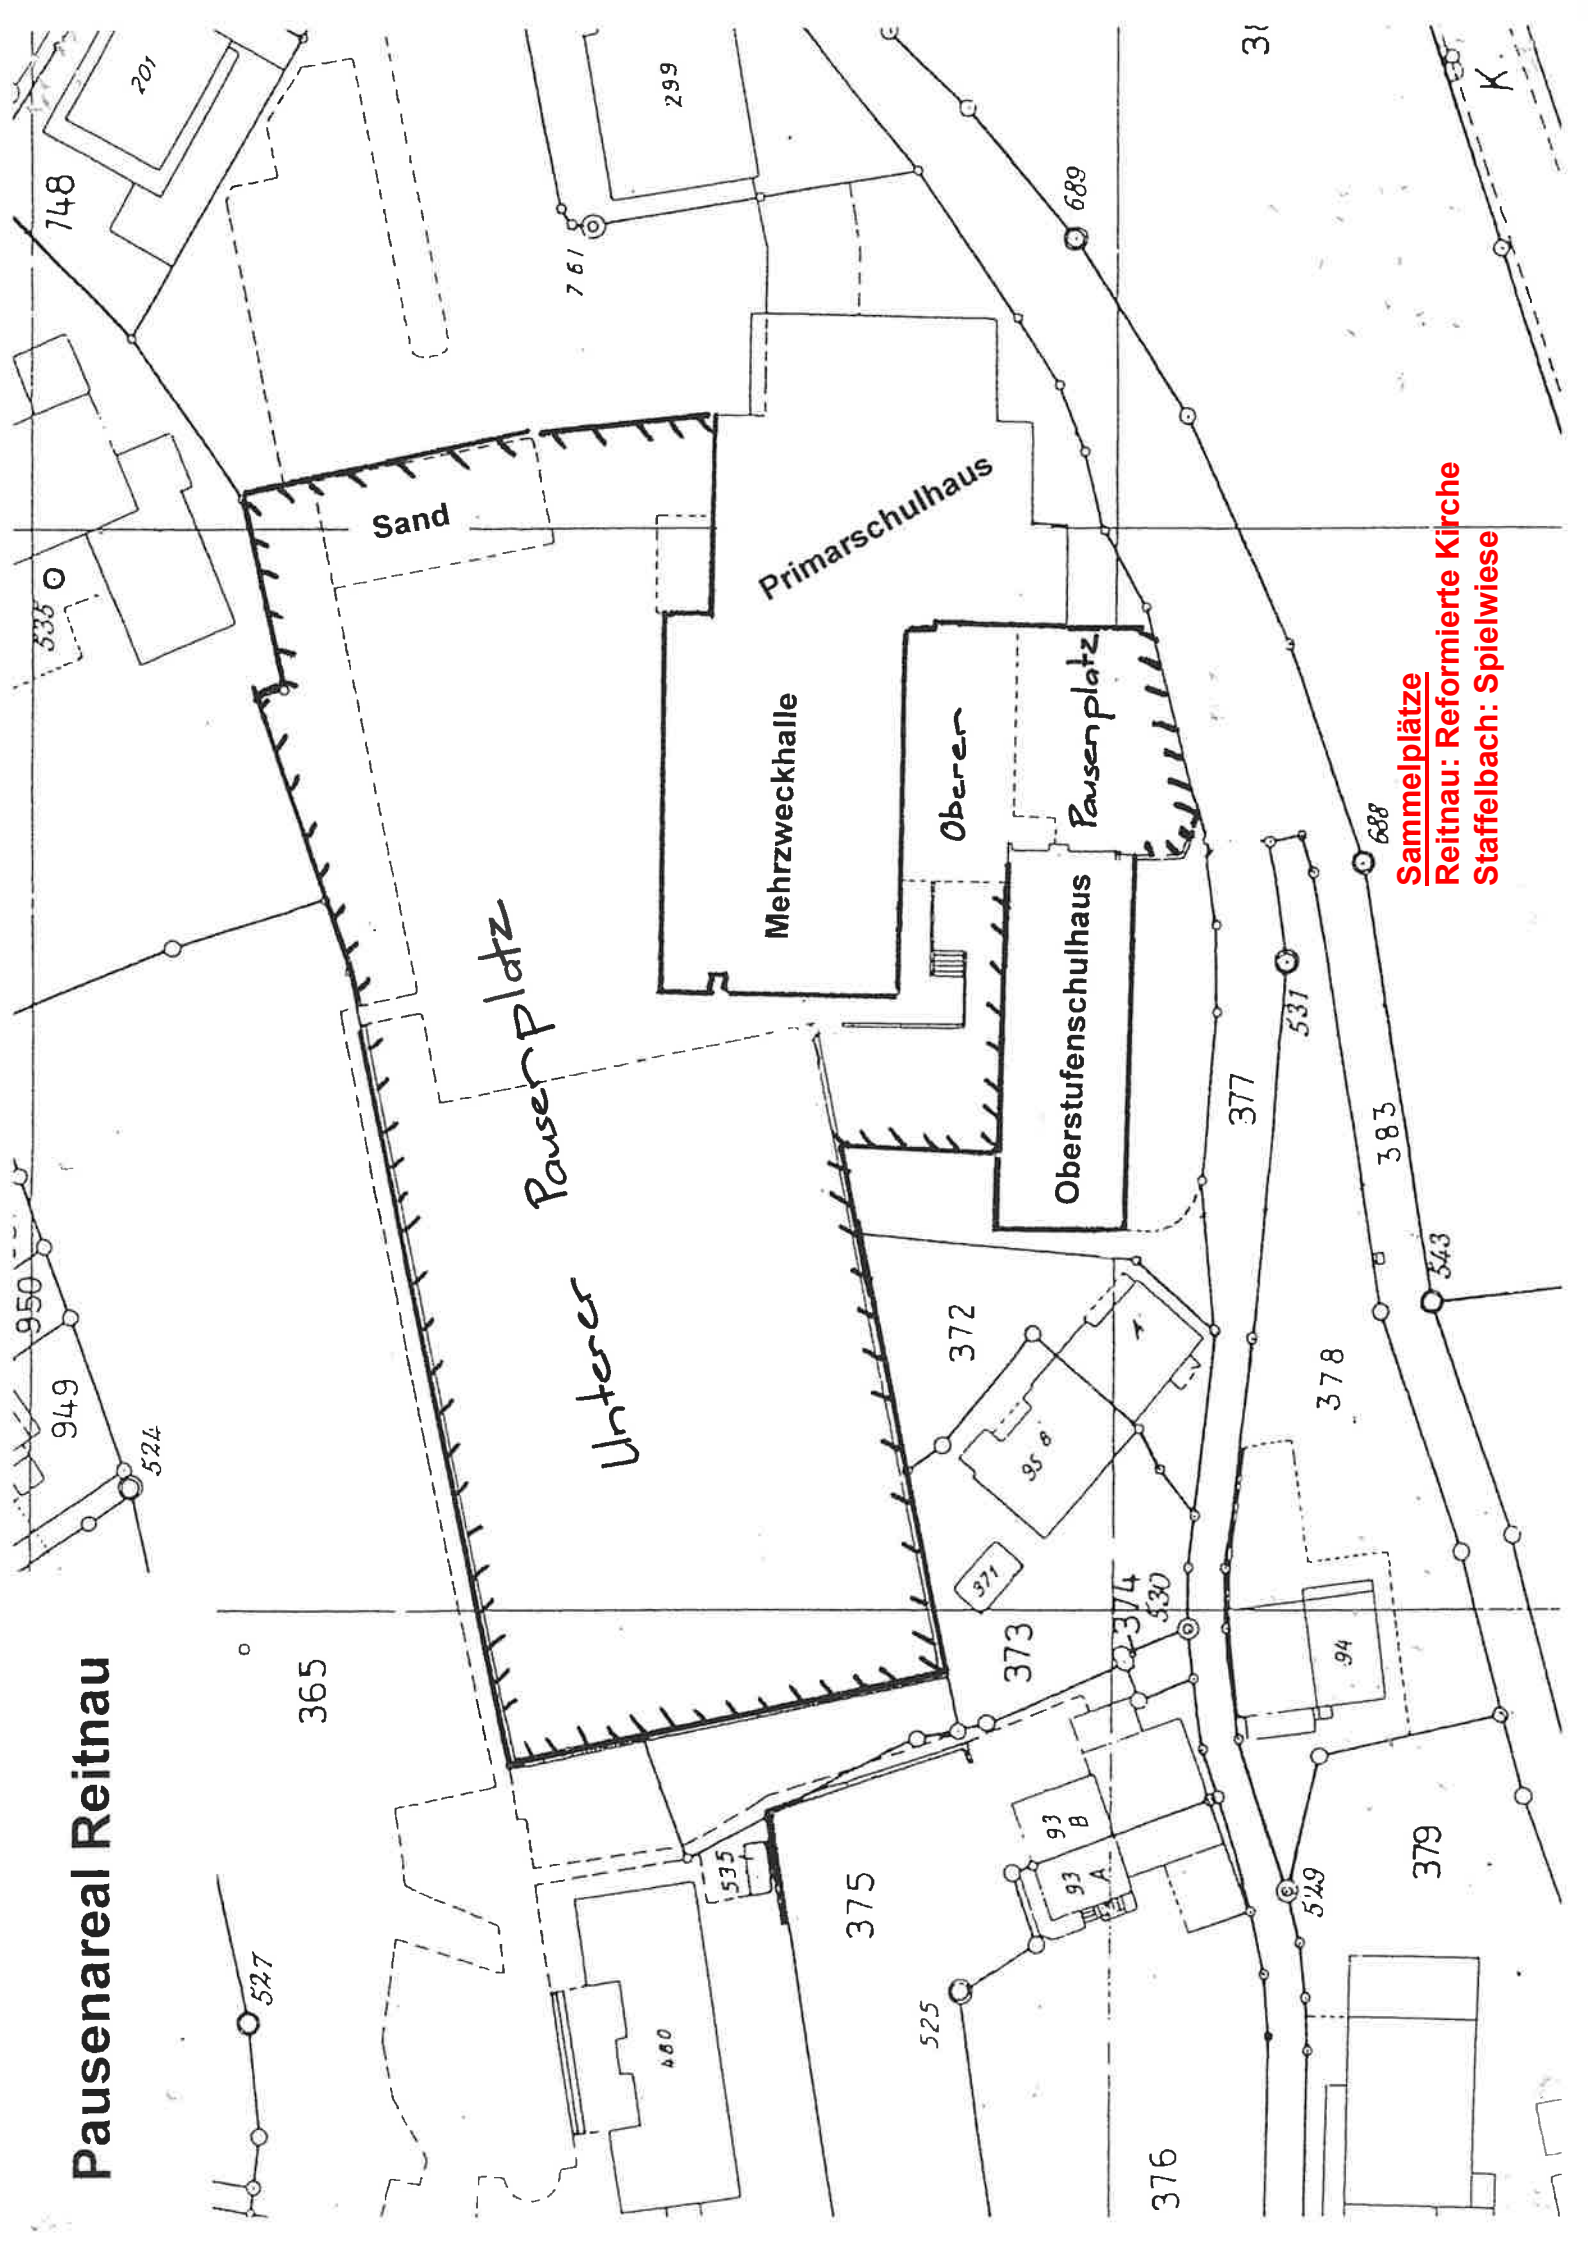 Pausenareal Reitnau
748
201
299
761
31
K
689
535
Sand
Primarschulhaus
Mehrzweckhalle
Oberer
Pausenplatz
Oberstufenschulhaus
Unterer Pausenplatz
688
531
377
383
543
378
372
950
949
524
365
95 B
A
371
373
374
530
94
527
535
480
375
93
B
93
A
525
529
379
376
Sammelplätze
Reitnau: Reformierte Kirche
Staffelbach: Spielwiese